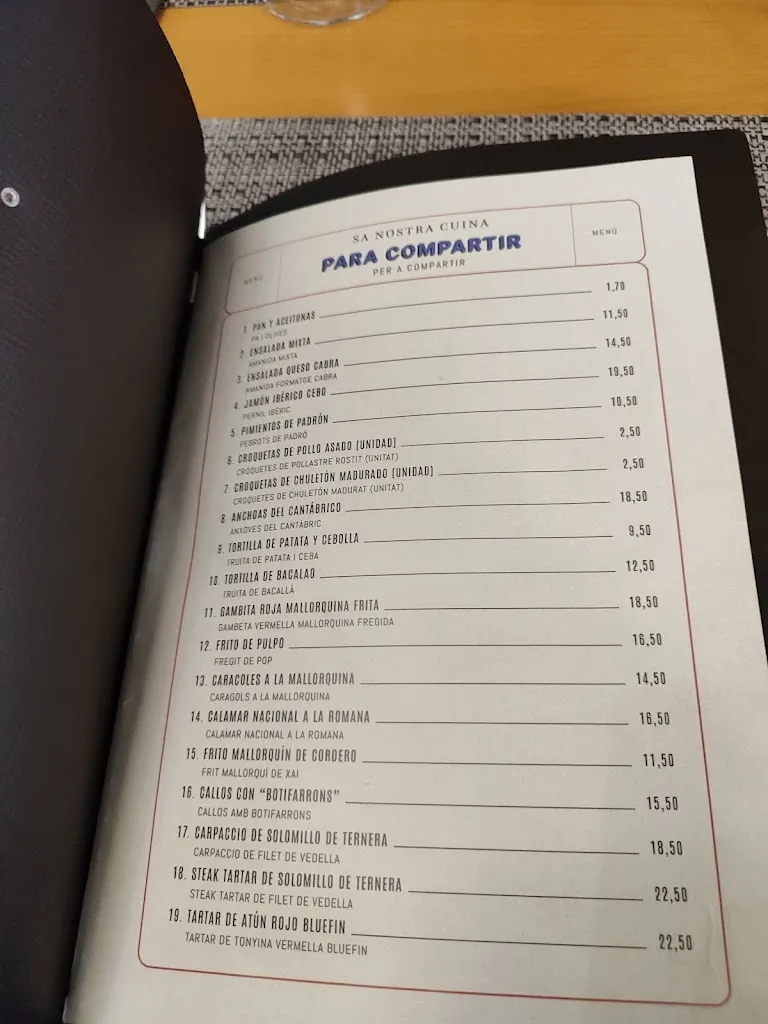 SA NOSTRA CUINA
MENÚ
PARA COMPARTIR
MENÚ
PER A COMPARTIR
1. PAN Y ACEITUNAS 1,70
PA I OLIVES
2. ENSALADA MIXTA 11,50
AMANIDA MIXTA
3. ENSALADA QUESO CABRA 14,50
AMANIDA FORMATGE CABRA
4. JAMÓN IBÉRICO CEBO 19,50
PERNIL IBÈRIC
5. PIMIENTOS DE PADRÓN 10,50
PEBROTS DE PADRÓ
6. CROQUETAS DE POLLO ASADO (UNIDAD) 2,50
CROQUETES DE POLLASTRE ROSTIT (UNITAT)
7. CROQUETAS DE CHULETÓN MADURADO (UNIDAD) 2,50
CROQUETES DE CHULETÓN MADURAT (UNITAT)
8. ANCHOAS DEL CANTÁBRICO 18,50
ANXOVES DEL CANTÀBRIC
9. TORTILLA DE PATATA Y CEBOLLA 9,50
TRUITA DE PATATA I CEBA
10. TORTILLA DE BACALAO 12,50
TRUITA DE BACALLÀ
11. GAMBITA ROJA MALLORQUINA FRITA 18,50
GAMBETA VERMELLA MALLORQUINA FREGIDA
12. FRITO DE PULPO 16,50
FREGIT DE POP
13. CARACOLES A LA MALLORQUINA 14,50
CARAGOLS A LA MALLORQUINA
14. CALAMAR NACIONAL A LA ROMANA 16,50
CALAMAR NACIONAL A LA ROMANA
15. FRITO MALLORQUÍN DE CORDERO 11,50
FRIT MALLORQUÍ DE XAI
16. CALLOS CON "BOTIFARRONS" 15,50
CALLOS AMB BOTIFARRONS
17. CARPACCIO DE SOLOMILLO DE TERNERA 18,50
CARPACCIO DE FILET DE VEDELLA
18. STEAK TARTAR DE SOLOMILLO DE TERNERA 22,50
STEAK TARTAR DE FILET DE VEDELLA
19. TARTAR DE ATÚN ROJO BLUEFIN 22,50
TARTAR DE TONYINA VERMELLA BLUEFIN